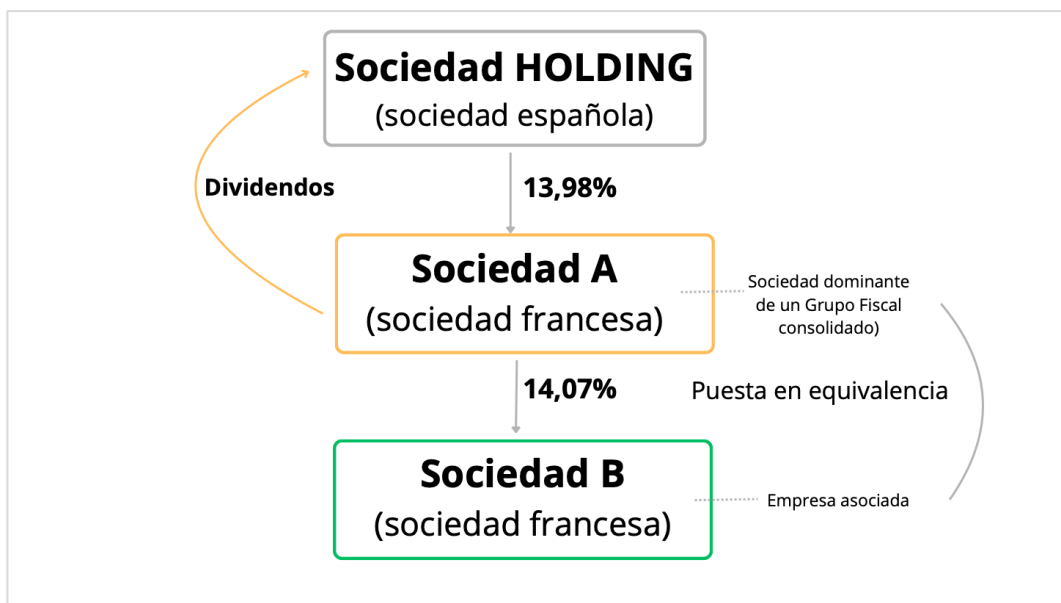 Sociedad HOLDING
(sociedad española)
Dividendos
13,98%
Sociedad A
(sociedad francesa)
Sociedad dominante
de un Grupo Fiscal
consolidado)
14,07%
Puesta en equivalencia
Sociedad B
(sociedad francesa)
Empresa asociada